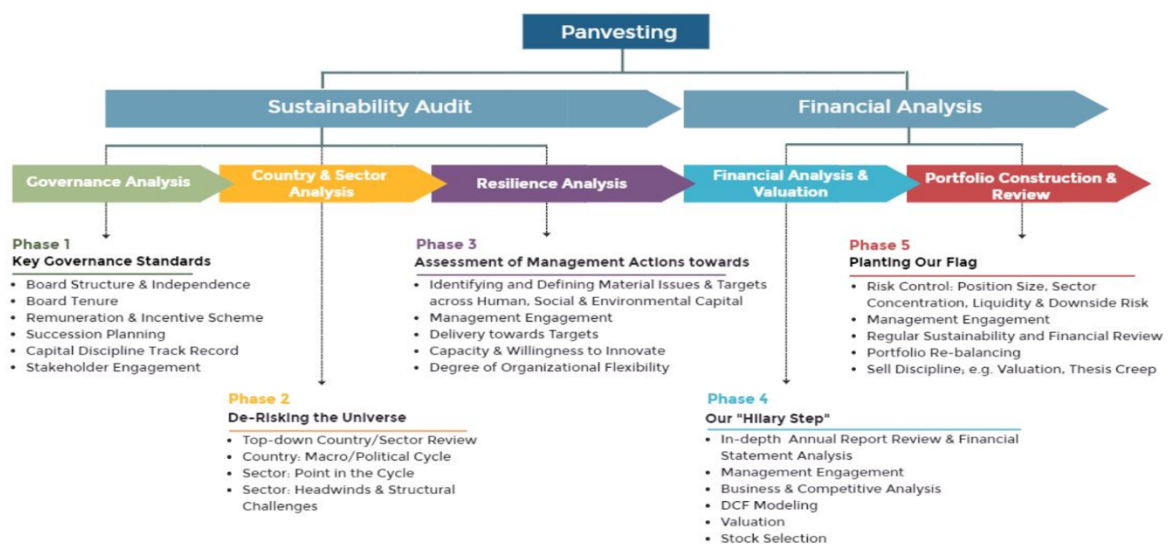 Panvesting
Sustainability Audit
Financial Analysis
Governance Analysis
Country & Sector
Analysis
Resilience Analysis
Financial Analysis &
Valuation
Portfolio Construction &
Review
Phase 1
Key Governance Standards
• Board Structure & Independence
• Board Tenure
• Remuneration & Incentive Scheme
• Succession Planning
• Capital Discipline Track Record
• Stakeholder Engagement
Phase 2
De-Risking the Universe
• Top-down Country/Sector Review
• Country: Macro/Political Cycle
• Sector: Point in the Cycle
• Sector: Headwinds & Structural
Challenges
Phase 3
Assessment of Management Actions towards
• Identifying and Defining Material Issues & Targets
across Human, Social & Environmental Capital
• Management Engagement
• Delivery towards Targets
• Capacity & Willingness to Innovate
• Degree of Organizational Flexibility
Phase 4
Our "Hilary Step"
• In-depth Annual Report Review & Financial
Statement Analysis
• Management Engagement
• Business & Competitive Analysis
• DCF Modeling
• Valuation
• Stock Selection
Phase 5
Planting Our Flag
• Risk Control: Position Size, Sector
Concentration, Liquidity & Downside Risk
• Management Engagement
• Regular Sustainability and Financial Review
• Portfolio Re-balancing
• Sell Discipline; e.g. Valuation, Thesis Creep